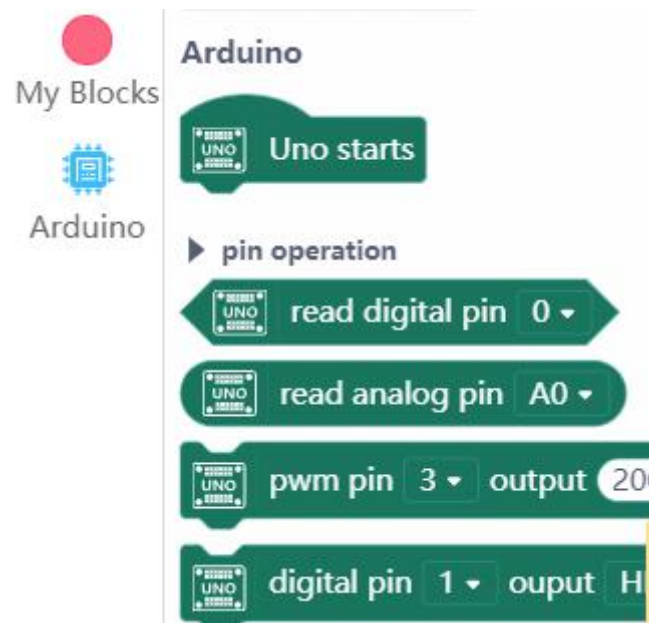 My Blocks
Arduino
Arduino
UNO Uno starts
pin operation
UNO read digital pin 0
UNO read analog pin A0
UNO pwm pin 3 output
UNO digital pin 1 ouput